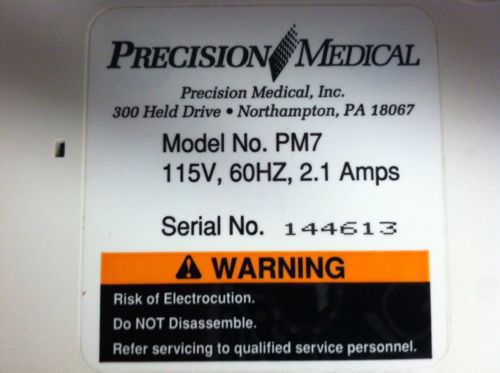 PRECISION MEDICAL
Precision Medical, Inc.
300 Held Drive • Northampton, PA 18067
Model No. PM7
115V, 60HZ, 2.1 Amps
Serial No. 144613
WARNING
Risk of Electrocution.
Do NOT Disassemble.
Refer servicing to qualified service personnel.